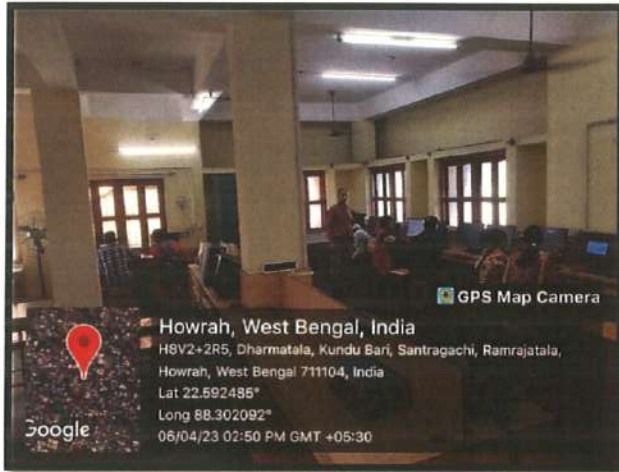 GPS Map Camera
Howrah, West Bengal, India
H8V2+2R5, Dharmatala, Kundu Bari, Santragachi, Ramrajatala,
Howrah, West Bengal 711104, India
Lat 22.592485°
Long 88.302092°
06/04/23 02:50 PM GMT +05:30
Google